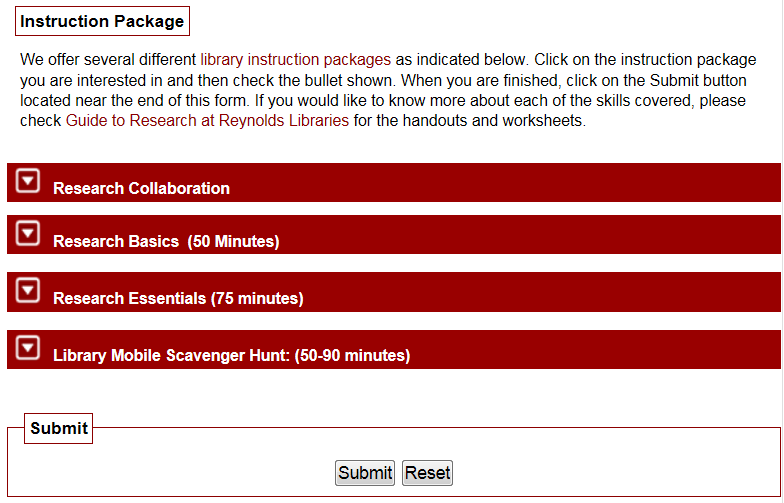 Instruction Package
We offer several different library instruction packages as indicated below. Click on the instruction package
you are interested in and then check the bullet shown. When you are finished, click on the Submit button
located near the end of this form. If you would like to know more about each of the skills covered, please
check Guide to Research at Reynolds Libraries for the handouts and worksheets.
Research Collaboration
Research Basics (50 Minutes)
Research Essentials (75 minutes)
Library Mobile Scavenger Hunt: (50-90 minutes)
Submit
Submit Reset